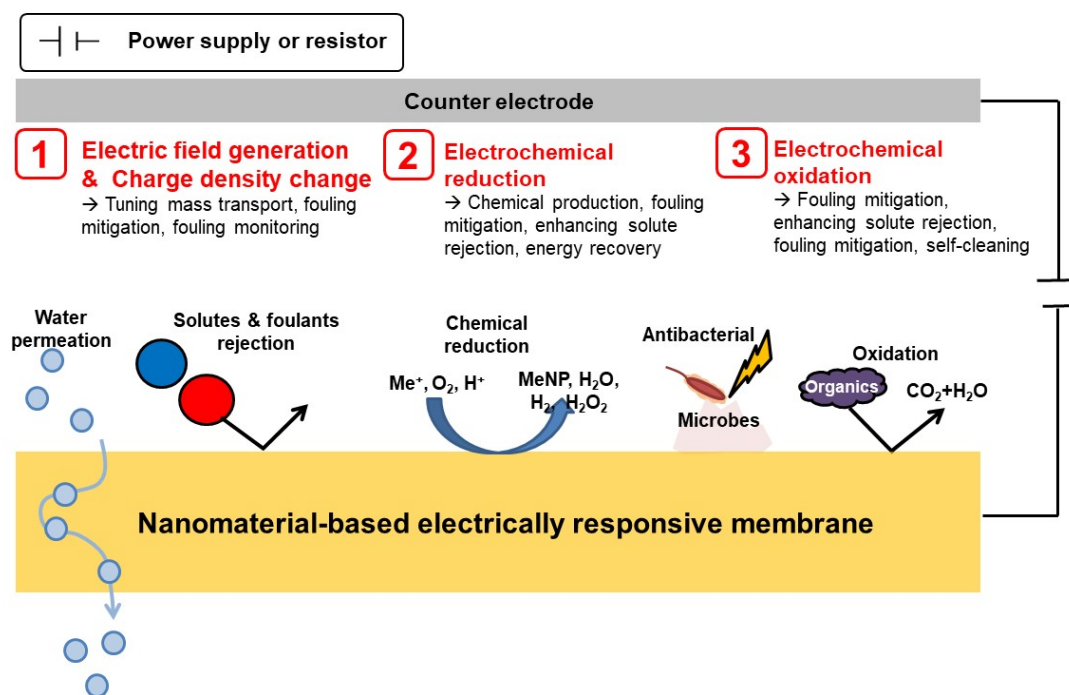 Power supply or resistor
Counter electrode
1
Electric field generation
& Charge density change
→ Tuning mass transport, fouling
mitigation, fouling monitoring
2
Electrochemical
reduction
→ Chemical production, fouling
mitigation, enhancing solute
rejection, energy recovery
3
Electrochemical
oxidation
→ Fouling mitigation,
enhancing solute rejection,
fouling mitigation, self-cleaning
Water
permeation
Solutes & foulants
rejection
Chemical
reduction
Me⁺, O₂, H⁺
MeNP, H₂O,
H₂, H₂O₂
Antibacterial
Microbes
Oxidation
Organics
CO₂+H₂O
Nanomaterial-based electrically responsive membrane